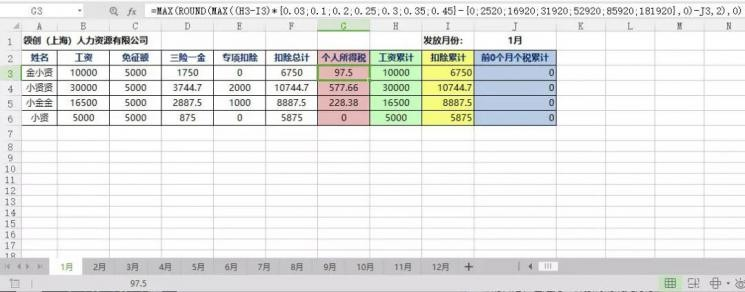 G3 fx =MAX(ROUND(MAX((H3-I3)*{0.03;0.1;0.2;0.25;0.3;0.35;0.45}-{0;2520;16920;31920;52920;85920;181920},0)-J3,2),0)
A B C D E F G H I J K L M N
1 领创（上海）人力资源有限公司 发放月份： 1月
2 姓名 工资 免征额 三险一金 专项扣除 扣除总计 个人所得税 工资累计 扣除累计 前0个月个税累计
3 金小贤 10000 5000 1750 0 6750 97.5 10000 6750 0
4 小贤贤 30000 5000 3744.7 2000 10744.7 577.66 30000 10744.7 0
5 小金金 16500 5000 2887.5 1000 8887.5 228.38 16500 8887.5 0
6 小贤 5000 5000 875 0 5875 0 5000 5875 0
7
8
9
10
11
12
13
14
15
16
17
18
1月 2月 3月 4月 5月 6月 7月 8月 9月 10月 11月 12月 +
97.5